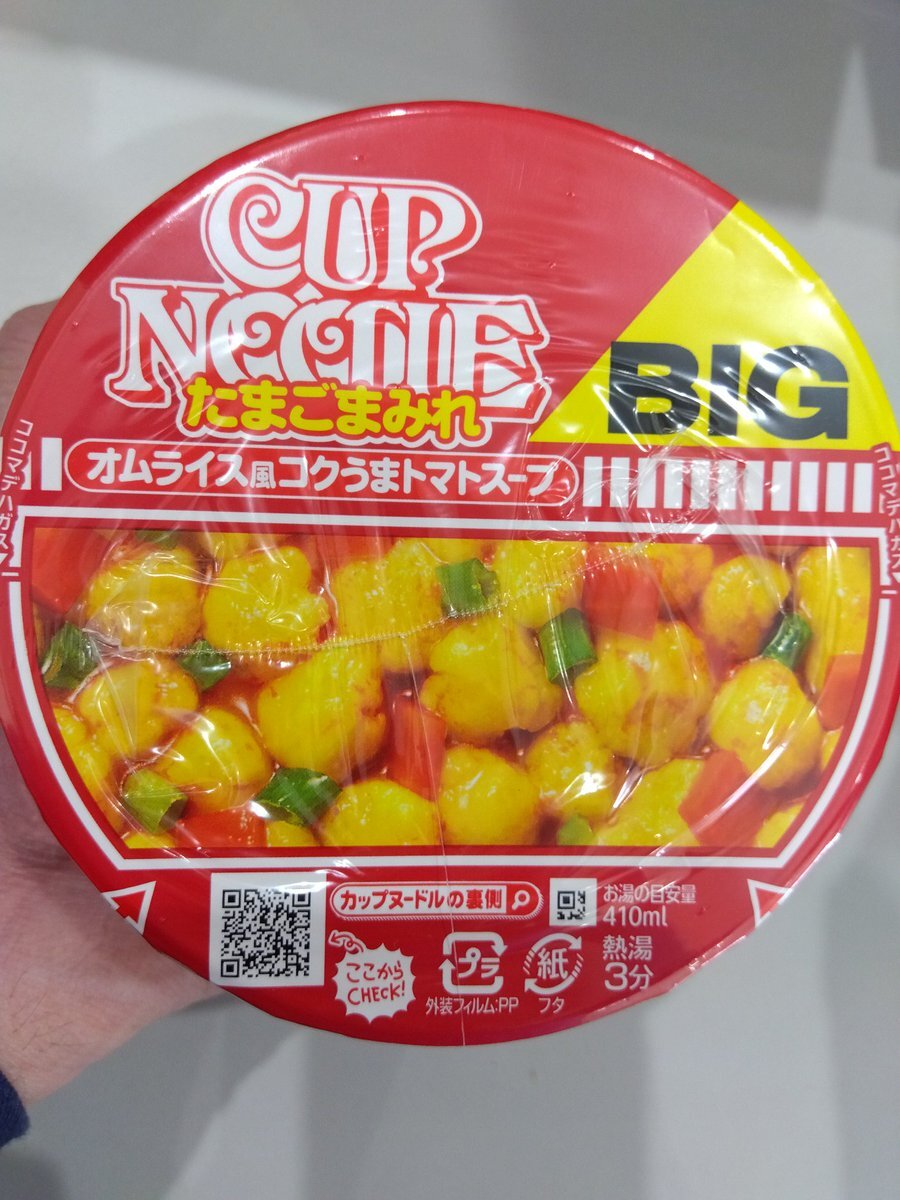 CUP
NOODLE
たまごまみれ
BIG
オムライス風コクうまトマトスープ
ココマデハガス
ココマデハガス
カップヌードルの裏側
お湯の目安量
410ml
ここから
CHECK!
プラ
外装フィルム:PP
紙
フタ
熱湯
3分